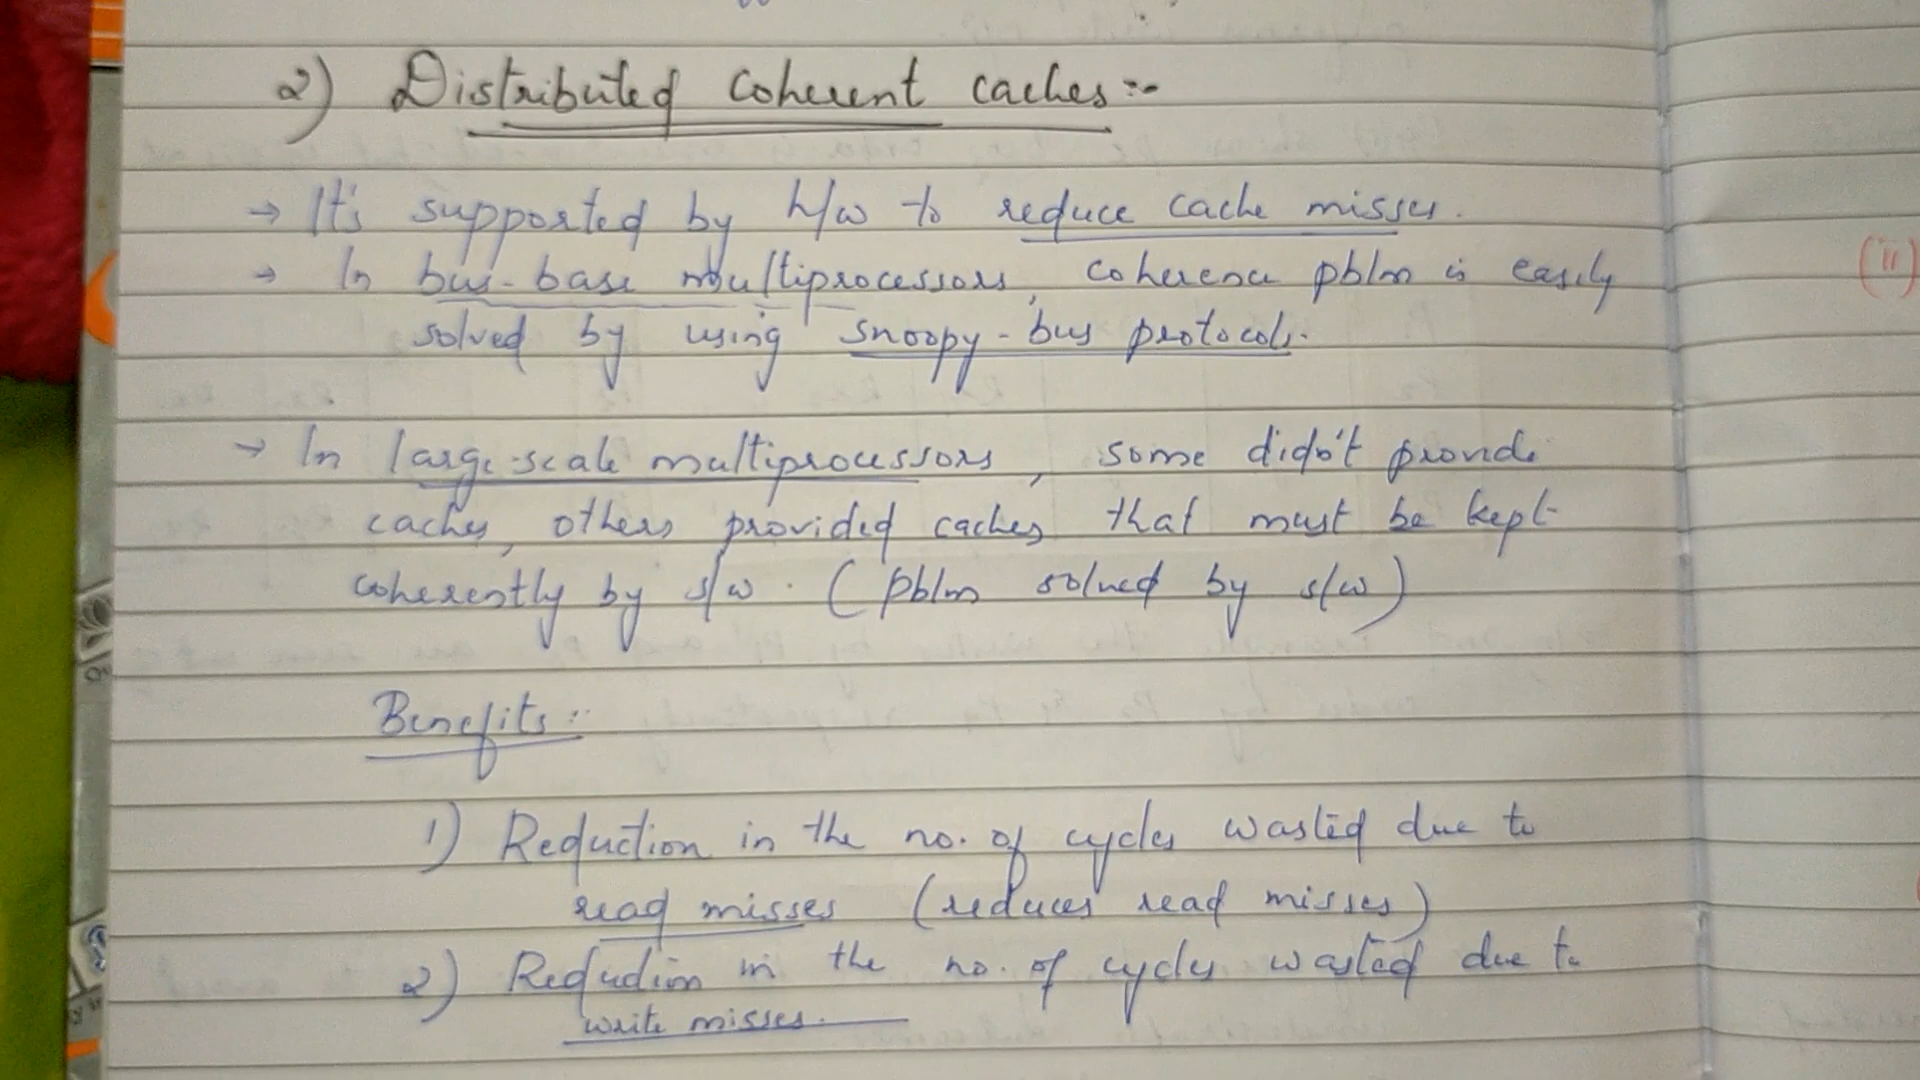 2) Distributed Coherent caches :-
→ It's supported by h/w to reduce cache misses.
→ In bus-base multiprocessors, coherence pblm is easily
solved by using snoopy-bus protocols.
→ In large-scale multiprocessors, some didn't provide
caches, others provided caches that must be kept
coherently by s/w. (pblm solved by s/w)
Benefits :-
1) Reduction in the no. of cycles wasted due to
read misses (reduces read misses)
2) Reduction in the no. of cycles wasted due to
write misses.
(ii)